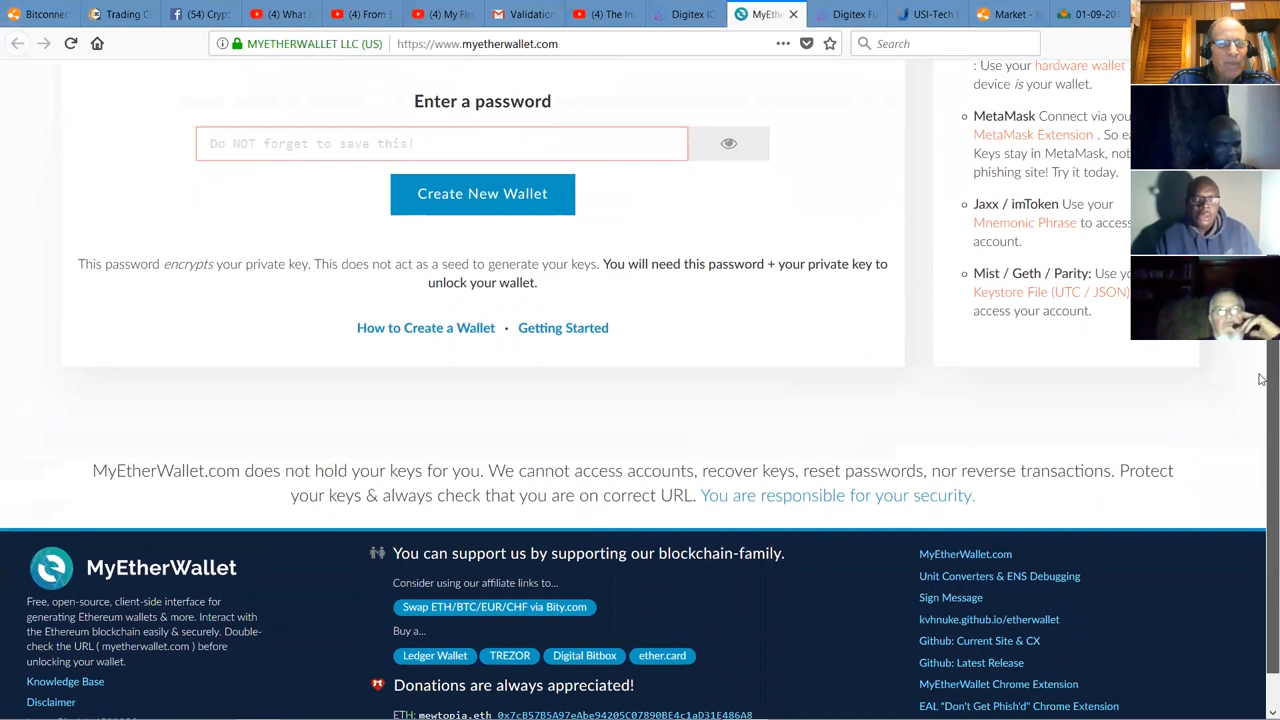 Bitconnec
Trading C
(54) Cryp
(4) What
(4) From S
(4) My Firs
Validation
(4) The Im
Digitex IC
MyEthe
Digitex Fu
USI-Tech
Market - B
01-09-201
MYETHERWALLET LLC (US)
https://www.myetherwallet.com
Search
Enter a password
Do NOT forget to save this!
Create New Wallet
This password encrypts your private key. This does not act as a seed to generate your keys. You will need this password + your private key to
unlock your wallet.
How to Create a Wallet · Getting Started
: Use your hardware wallet
device is your wallet.
MetaMask Connect via you
MetaMask Extension . So ea
Keys stay in MetaMask, not
phishing site! Try it today.
Jaxx / imToken Use your
Mnemonic Phrase to access
account.
Mist / Geth / Parity: Use yo
Keystore File (UTC / JSON)
access your account.
MyEtherWallet.com does not hold your keys for you. We cannot access accounts, recover keys, reset passwords, nor reverse transactions. Protect
your keys & always check that you are on correct URL. You are responsible for your security.
MyEtherWallet
Free, open-source, client-side interface for
generating Ethereum wallets & more. Interact with
the Ethereum blockchain easily & securely. Double-
check the URL ( myetherwallet.com ) before
unlocking your wallet.
Knowledge Base
Disclaimer
You can support us by supporting our blockchain-family.
Consider using our affiliate links to...
Swap ETH/BTC/EUR/CHF via Bity.com
Buy a...
Ledger Wallet
TREZOR
Digital Bitbox
ether.card
Donations are always appreciated!
ETH: mewtopia.eth 0x7cB57B5A97eAbe94205C07890BE4c1aD31E486A8
MyEtherWallet.com
Unit Converters & ENS Debugging
Sign Message
kvhnuke.github.io/etherwallet
Github: Current Site & CX
Github: Latest Release
MyEtherWallet Chrome Extension
EAL "Don't Get Phish'd" Chrome Extension